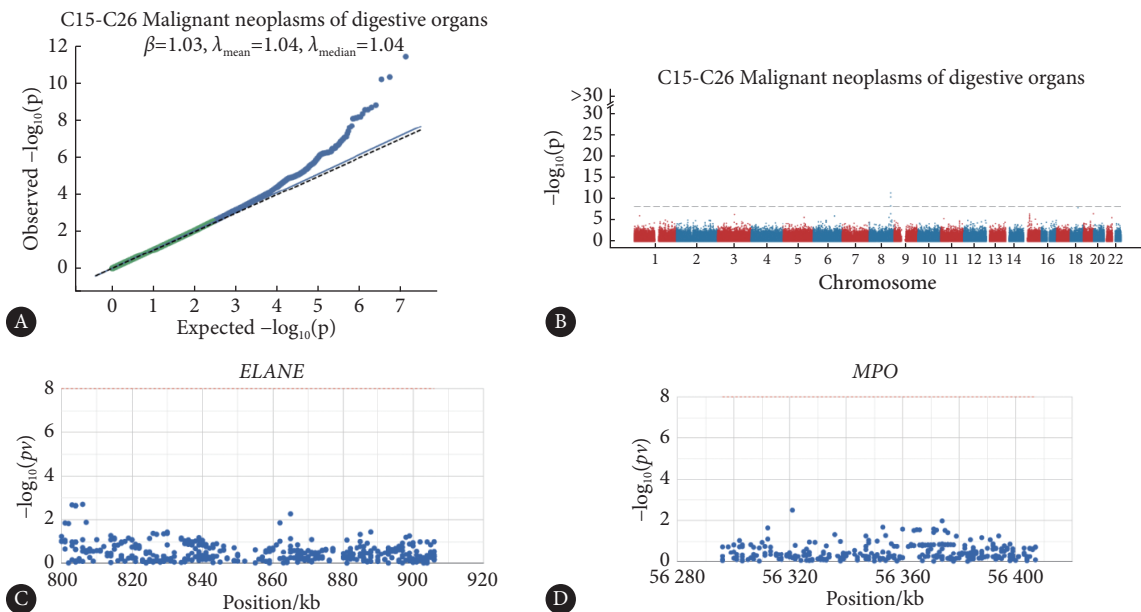 C15-C26 Malignant neoplasms of digestive organs
β=1.03, λmean=1.04, λmedian=1.04
12
10
8
6
4
2
0
Observed −log₁₀(p)
0 1 2 3 4 5 6 7
Expected −log₁₀(p)
A
C15-C26 Malignant neoplasms of digestive organs
>30
30
25
20
15
10
5
0
−log₁₀(p)
1 2 3 4 5 6 7 8 9 10 11 12 13 14 16 18 20 22
Chromosome
B
ELANE
8
6
4
2
0
−log₁₀(pv)
800 820 840 860 880 900 920
Position/kb
C
MPO
8
6
4
2
0
−log₁₀(pv)
56 280 56 320 56 360 56 400
Position/kb
D